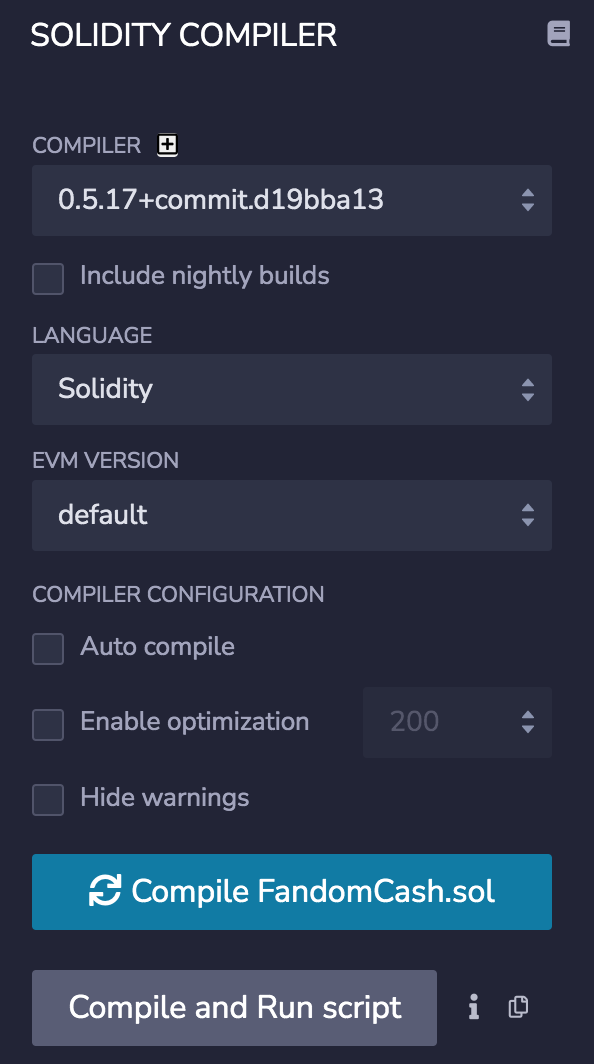 SOLIDITY COMPILER
COMPILER
0.5.17+commit.d19bba13
Include nightly builds
LANGUAGE
Solidity
EVM VERSION
default
COMPILER CONFIGURATION
Auto compile
Enable optimization 200
Hide warnings
Compile FandomCash.sol
Compile and Run script